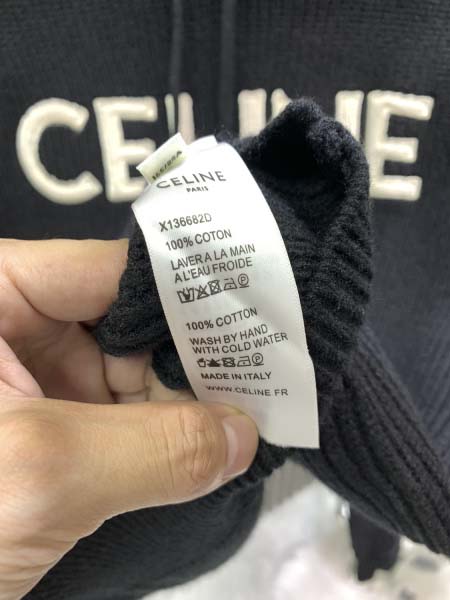 CELINE
CELINE
PARIS
X136682D
100% COTON
LAVER A LA MAIN
A L'EAU FROIDE
100% COTTON
WASH BY HAND
WITH COLD WATER
MADE IN ITALY
WWW.CELINE.FR